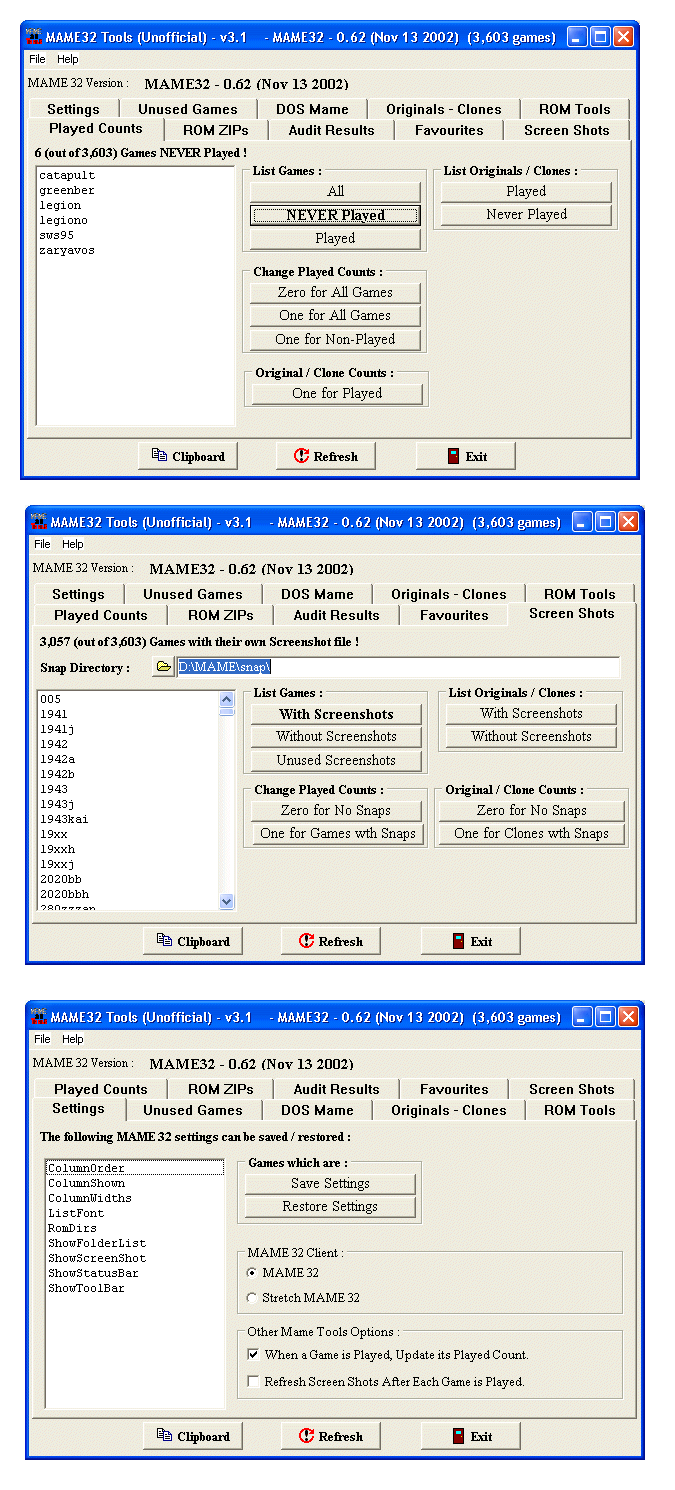 MAME32 Tools (Unofficial) - v3.1 - MAME32 - 0.62 (Nov 13 2002) (3,603 games)
File Help
MAME 32 Version : MAME32 - 0.62 (Nov 13 2002)
Settings Unused Games DOS Mame Originals - Clones ROM Tools
Played Counts ROM ZIPs Audit Results Favourites Screen Shots
6 (out of 3,603) Games NEVER Played !
catapult
greenber
legion
legiono
sws95
zaryavos
List Games :
All
NEVER Played
Played
List Originals / Clones :
Played
Never Played
Change Played Counts :
Zero for All Games
One for All Games
One for Non-Played
Original / Clone Counts :
One for Played
Clipboard Refresh Exit
MAME32 Tools (Unofficial) - v3.1 - MAME32 - 0.62 (Nov 13 2002) (3,603 games)
File Help
MAME 32 Version : MAME32 - 0.62 (Nov 13 2002)
Settings Unused Games DOS Mame Originals - Clones ROM Tools
Played Counts ROM ZIPs Audit Results Favourites Screen Shots
3,057 (out of 3,603) Games with their own Screenshot file !
Snap Directory : D:\MAME\snap\
005
1941
1941j
1942
1942a
1942b
1943
1943j
1943kai
19xx
19xxh
19xxj
2020bb
2020bbh
280zzzap
List Games :
With Screenshots
Without Screenshots
Unused Screenshots
List Originals / Clones :
With Screenshots
Without Screenshots
Change Played Counts :
Zero for No Snaps
One for Games wth Snaps
Original / Clone Counts :
Zero for No Snaps
One for Clones wth Snaps
Clipboard Refresh Exit
MAME32 Tools (Unofficial) - v3.1 - MAME32 - 0.62 (Nov 13 2002) (3,603 games)
File Help
MAME 32 Version : MAME32 - 0.62 (Nov 13 2002)
Played Counts ROM ZIPs Audit Results Favourites Screen Shots
Settings Unused Games DOS Mame Originals - Clones ROM Tools
The following MAME 32 settings can be saved / restored :
ColumnOrder
ColumnShown
ColumnWidths
ListFont
RomDirs
ShowFolderList
ShowScreenShot
ShowStatusBar
ShowToolBar
Games which are :
Save Settings
Restore Settings
MAME 32 Client :
MAME 32
Stretch MAME 32
Other Mame Tools Options :
When a Game is Played, Update its Played Count.
Refresh Screen Shots After Each Game is Played.
Clipboard Refresh Exit